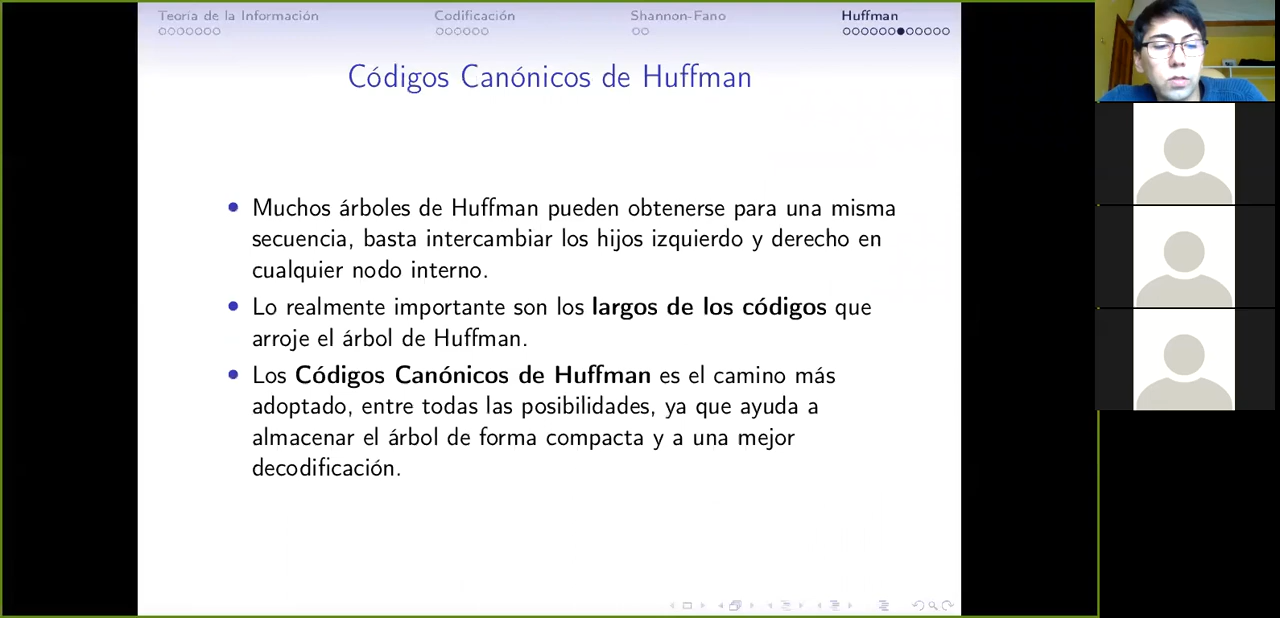 Teoría de la Información Codificación Shannon-Fano Huffman
Códigos Canónicos de Huffman
Muchos árboles de Huffman pueden obtenerse para una misma
secuencia, basta intercambiar los hijos izquierdo y derecho en
cualquier nodo interno.
Lo realmente importante son los largos de los códigos que
arroje el árbol de Huffman.
Los Códigos Canónicos de Huffman es el camino más
adoptado, entre todas las posibilidades, ya que ayuda a
almacenar el árbol de forma compacta y a una mejor
decodificación.